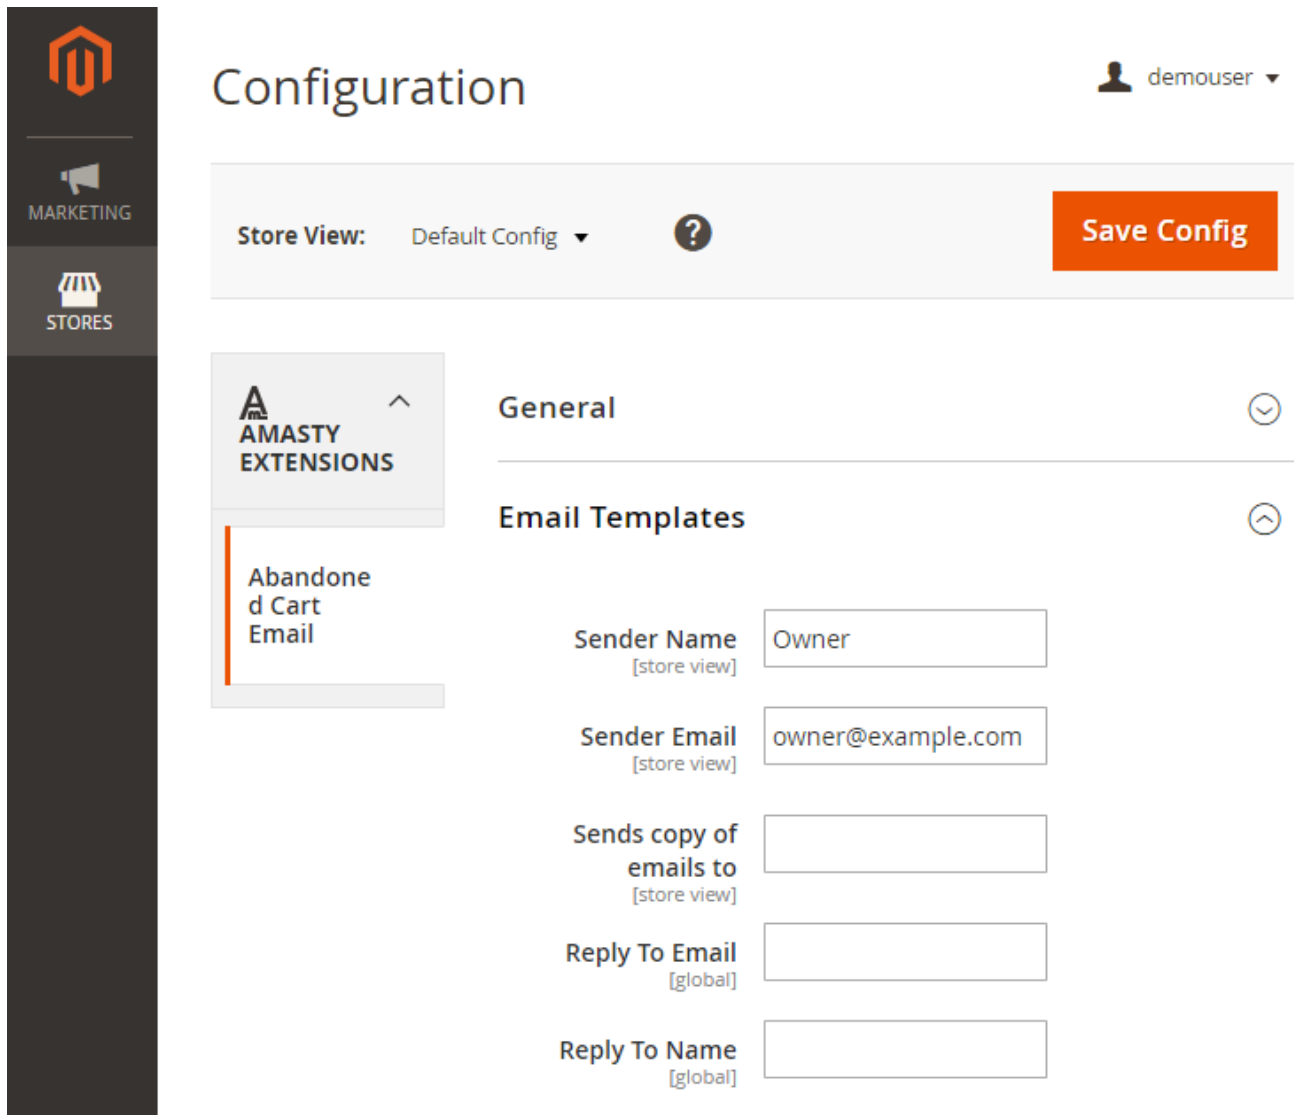 Configuration
demouser
MARKETING
Store View: Default Config ?
Save Config
STORES
AMASTY
EXTENSIONS
General
Email Templates
Abandone
d Cart
Email
Sender Name
[store view]
Owner
Sender Email
[store view]
owner@example.com
Sends copy of
emails to
[store view]
Reply To Email
[global]
Reply To Name
[global]